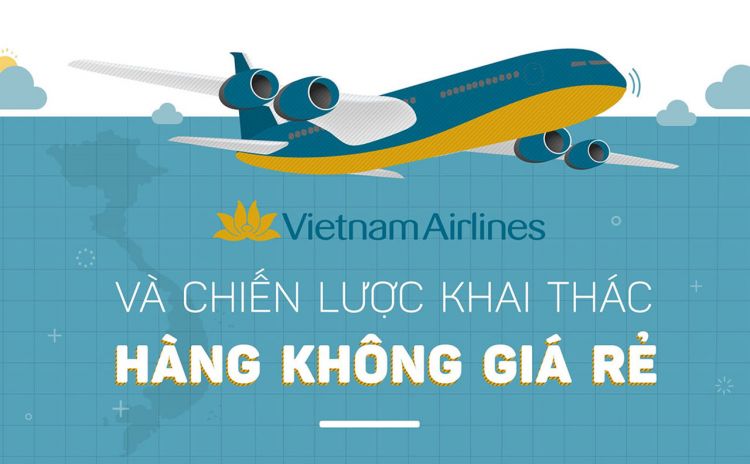 Vietnam Airlines
VÀ CHIẾN LƯỢC KHAI THÁC
HÀNG KHÔNG GIÁ RẺ